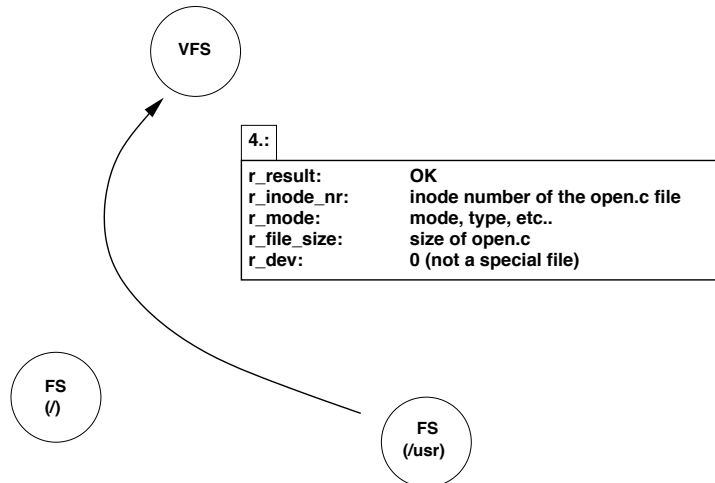 VFS
4.:
r_result: OK
r_inode_nr: inode number of the open.c file
r_mode: mode, type, etc..
r_file_size: size of open.c
r_dev: 0 (not a special file)
FS
(/)
FS
(/usr)